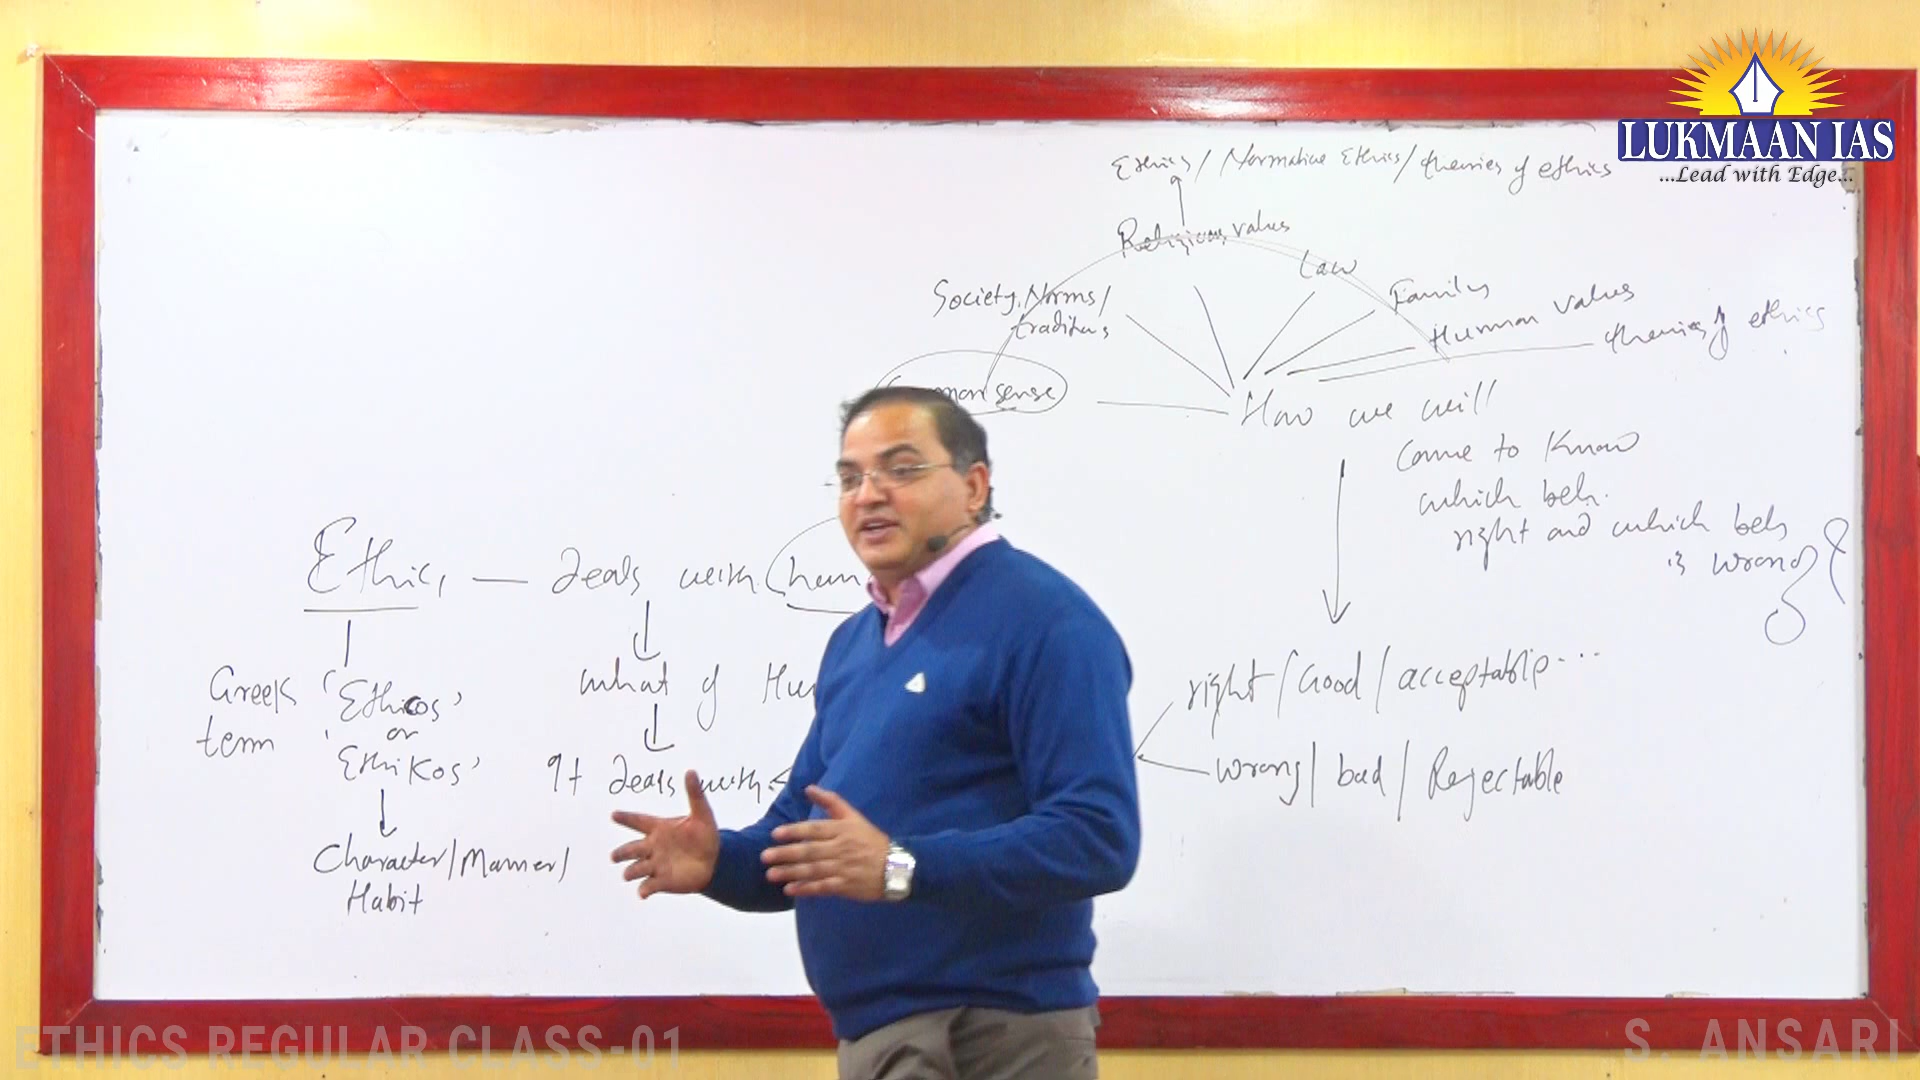 LUKMAAN IAS
...Lead with Edge...
Ethics / Normative Ethics / theories of ethics
Religious values
Law
Society, Norms /
traditions
Family
Human values
theories of ethics
sense
How we will
come to know
which beh.
right and which beh
is wrong
Ethics — deals with hum
what of Hu
It deals with
Greek
term
'Ethicos'
or
'Ethikos'
Character/Manner/
Habit
right / Good / acceptable...
wrong / bad / Rejectable
ETHICS REGULAR CLASS-01
S. ANSARI